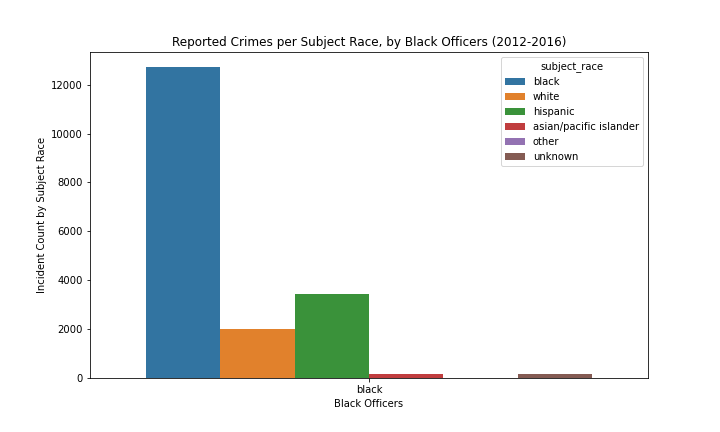 Reported Crimes per Subject Race, by Black Officers (2012-2016)
subject_race
black
white
hispanic
asian/pacific islander
other
unknown
Incident Count by Subject Race
12000
10000
8000
6000
4000
2000
0
black
Black Officers